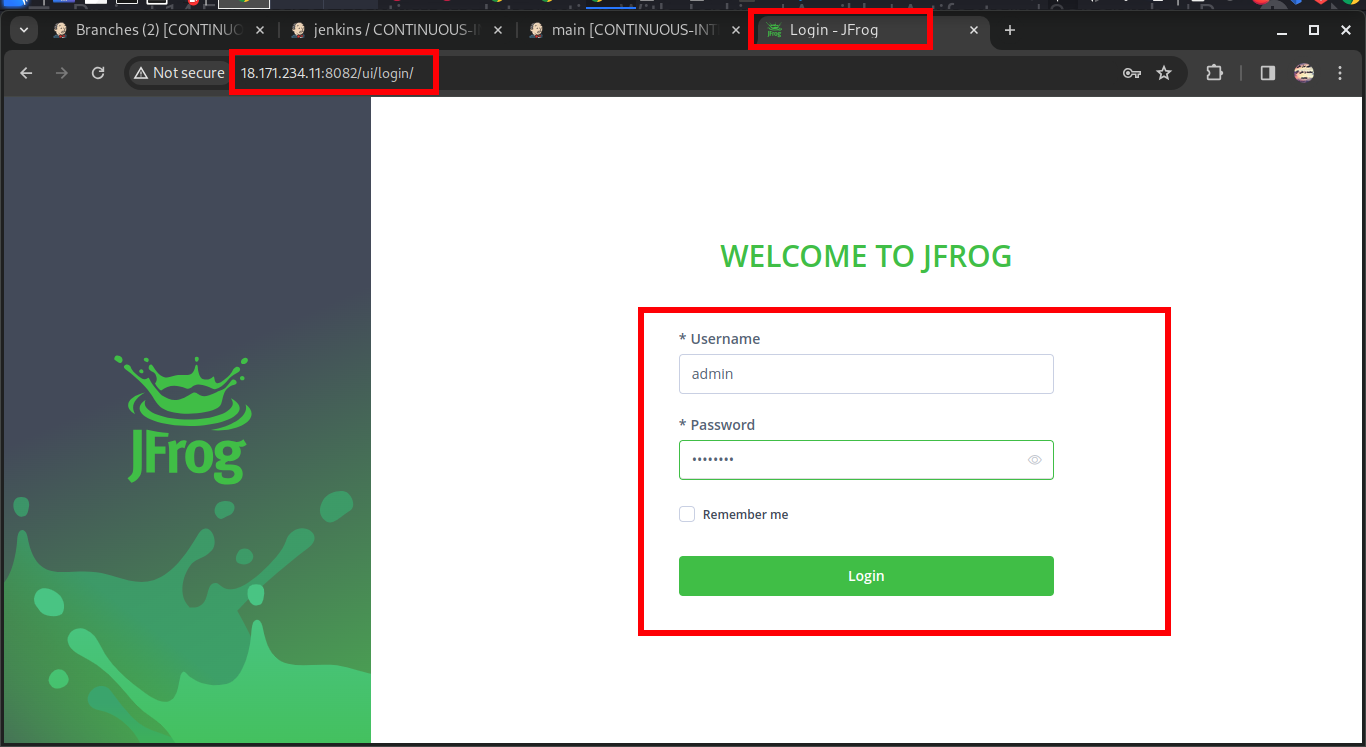 Branches (2) [CONTINUO
jenkins / CONTINUOUS-I
main [CONTINUOUS-INT
Login - JFrog
Not secure
18.171.234.11:8082/ui/login/
WELCOME TO JFROG
* Username
admin
* Password
••••••••
Remember me
Login
JFrog